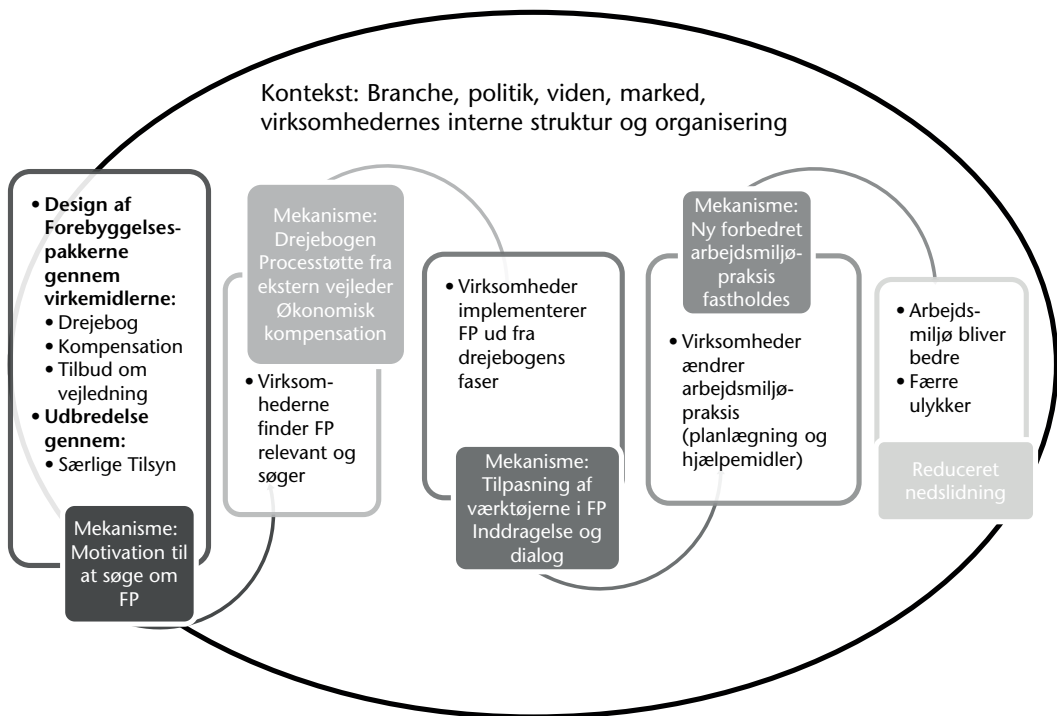 Kontekst: Branche, politik, viden, marked,
virksomhedernes interne struktur og organisering
• Design af
Forebyggelses-
pakkerne
gennem
virkemidlerne:
• Drejebog
• Kompensation
• Tilbud om
vejledning
• Udbredelse
gennem:
• Særlige Tilsyn
Mekanisme:
Motivation til
at søge om
FP
Mekanisme:
Drejebogen
Processtøtte fra
ekstern vejleder
Økonomisk
kompensation
• Virksom-
hederne
finder FP
relevant og
søger
• Virksomheder
implementerer
FP ud fra
drejebogens
faser
Mekanisme:
Tilpasning af
værktøjerne i FP
Inddragelse og
dialog
Mekanisme:
Ny forbedret
arbejdsmiljø-
praksis
fastholdes
• Virksomheder
ændrer
arbejdsmiljø-
praksis
(planlægning og
hjælpemidler)
• Arbejds-
miljø bliver
bedre
• Færre
ulykker
Reduceret
nedslidning